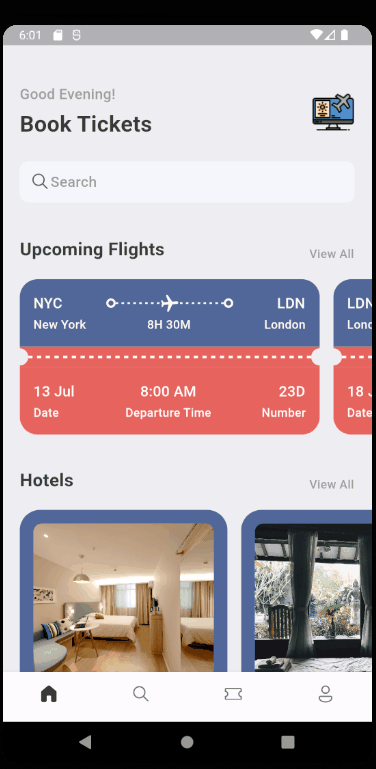 6:01
Good Evening!
Book Tickets
Search
Upcoming Flights
View All
NYC LDN LDN
New York 8H 30M London
13 Jul 8:00 AM 23D 18
Date Departure Time Number Date
Hotels
View All